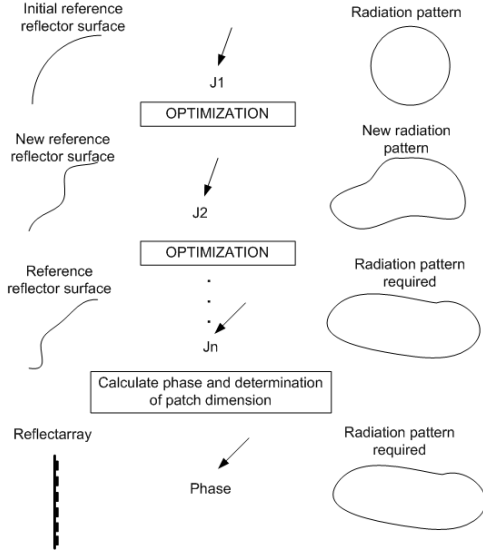 Initial reference
reflector surface
Radiation pattern
J1
OPTIMIZATION
New reference
reflector surface
New radiation
pattern
J2
OPTIMIZATION
Reference
reflector surface
Radiation pattern
required
Jn
Calculate phase and determination
of patch dimension
Reflectarray
Radiation pattern
required
Phase